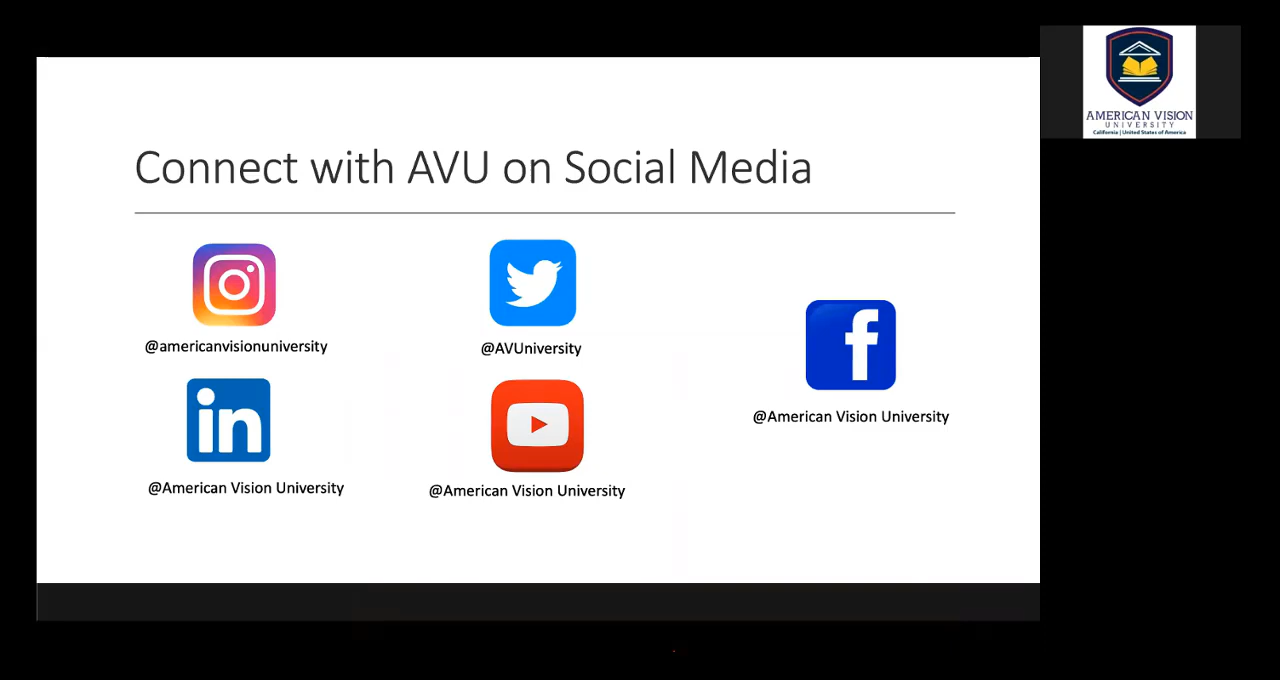 Connect with AVU on Social Media
@americanvisionuniversity
@AVUniversity
@American Vision University
in
@American Vision University
@American Vision University
AMERICAN VISION
UNIVERSITY
California | United States of America